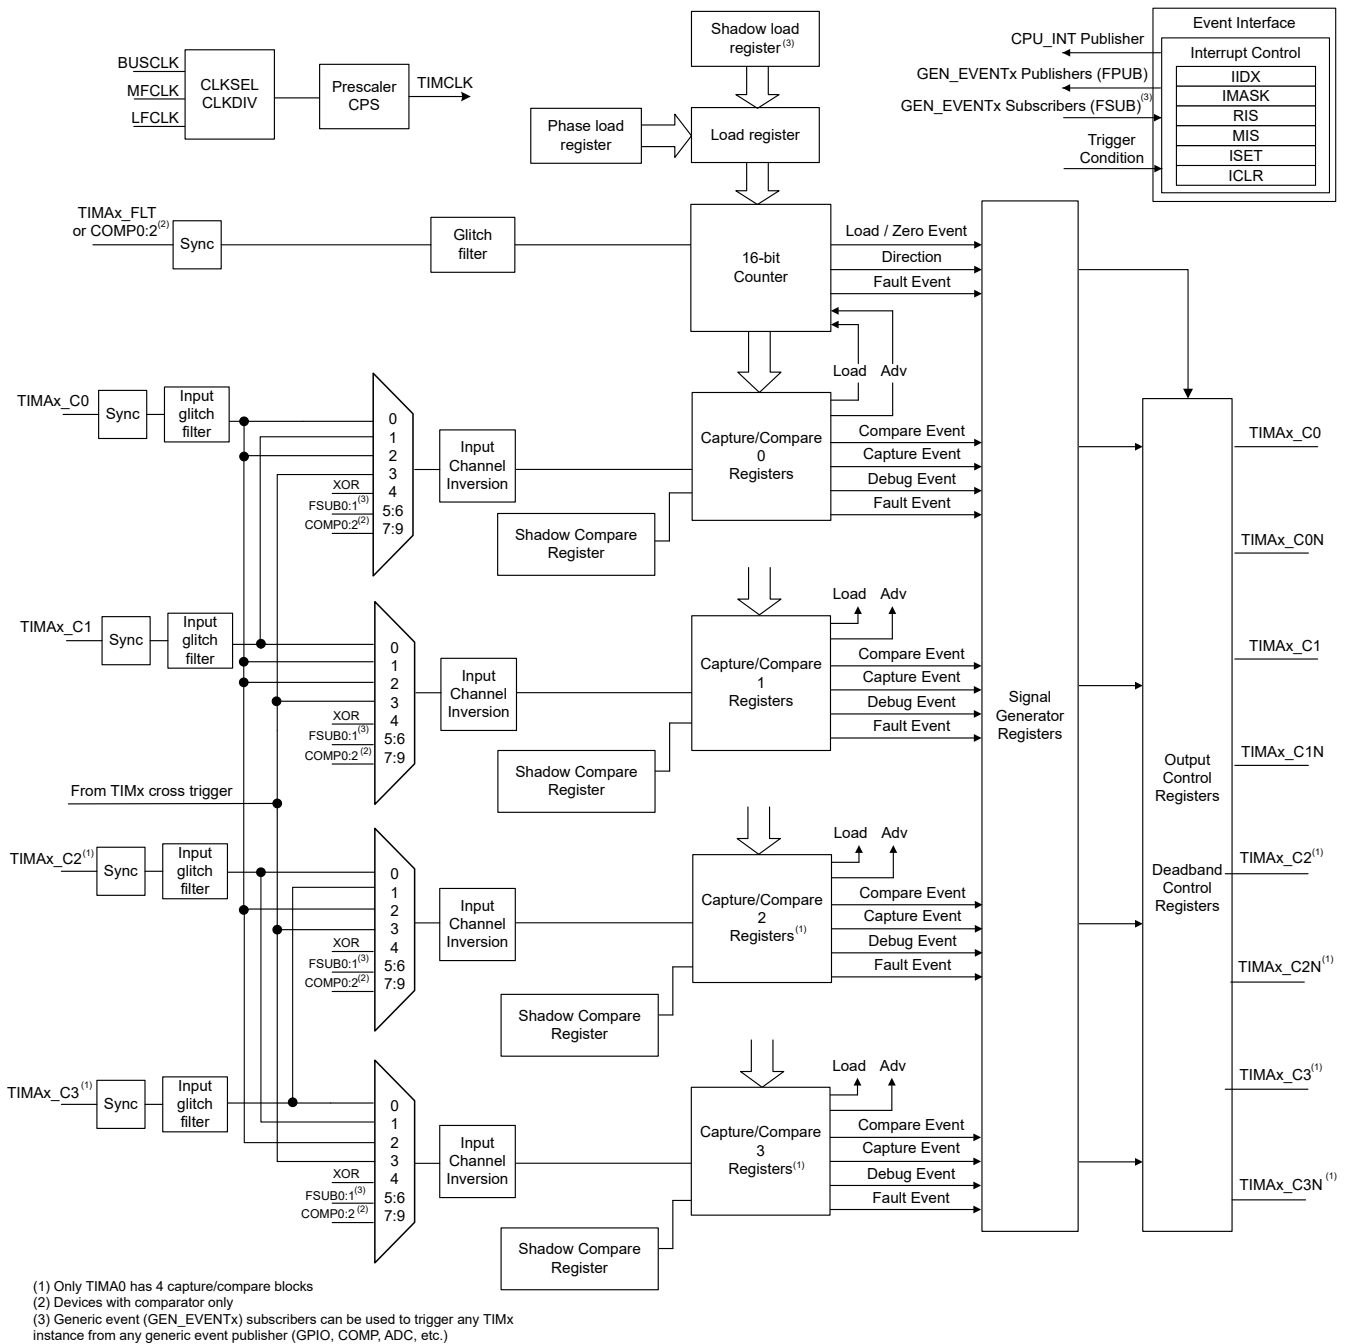 Shadow load
register(3)
Event Interface
CPU_INT Publisher
Interrupt Control
GEN_EVENTx Publishers (FPUB)
GEN_EVENTx Subscribers (FSUB)(3)
Trigger
Condition
IIDX
IMASK
RIS
MIS
ISET
ICLR
BUSCLK
MFCLK
LFCLK
CLKSEL
CLKDIV
Prescaler
CPS
TIMCLK
Phase load
register
Load register
TIMAx_FLT
or COMP0:2(2)
Sync
Glitch
filter
16-bit
Counter
Load / Zero Event
Direction
Fault Event
Load
Adv
TIMAx_C0
Sync
Input
glitch
filter
0
1
2
3
4
5:6
7:9
XOR
FSUB0:1(3)
COMP0:2(2)
Input
Channel
Inversion
Capture/Compare
0
Registers
Shadow Compare
Register
Compare Event
Capture Event
Debug Event
Fault Event
Load
Adv
TIMAx_C1
Sync
Input
glitch
filter
0
1
2
3
4
5:6
7:9
XOR
FSUB0:1(3)
COMP0:2(2)
Input
Channel
Inversion
Capture/Compare
1
Registers
Shadow Compare
Register
Compare Event
Capture Event
Debug Event
Fault Event
From TIMx cross trigger
Load
Adv
TIMAx_C2(1)
Sync
Input
glitch
filter
0
1
2
3
4
5:6
7:9
XOR
FSUB0:1(3)
COMP0:2(2)
Input
Channel
Inversion
Capture/Compare
2
Registers(1)
Shadow Compare
Register
Compare Event
Capture Event
Debug Event
Fault Event
Load
Adv
TIMAx_C3(1)
Sync
Input
glitch
filter
0
1
2
3
4
5:6
7:9
XOR
FSUB0:1(3)
COMP0:2(2)
Input
Channel
Inversion
Capture/Compare
3
Registers(1)
Shadow Compare
Register
Compare Event
Capture Event
Debug Event
Fault Event
Signal
Generator
Registers
Output
Control
Registers
Deadband
Control
Registers
TIMAx_C0
TIMAx_C0N
TIMAx_C1
TIMAx_C1N
TIMAx_C2(1)
TIMAx_C2N(1)
TIMAx_C3(1)
TIMAx_C3N(1)
(1) Only TIMA0 has 4 capture/compare blocks
(2) Devices with comparator only
(3) Generic event (GEN_EVENTx) subscribers can be used to trigger any TIMx
instance from any generic event publisher (GPIO, COMP, ADC, etc.)